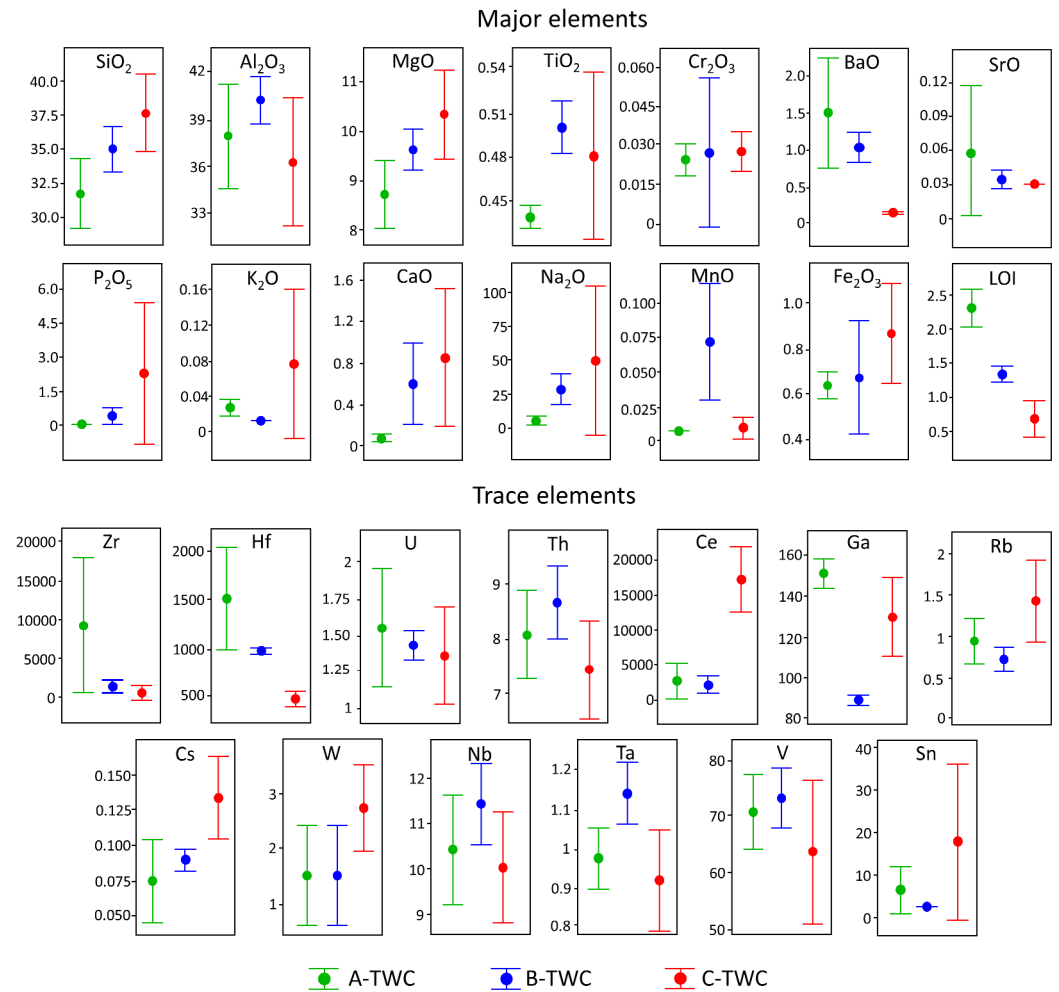 Major elements
SiO₂ Al₂O₃ MgO TiO₂ Cr₂O₃ BaO SrO
40.0 37.5 35.0 32.5 30.0
42 39 36 33
11 10 9 8
0.54 0.51 0.48 0.45
0.060 0.045 0.030 0.015 0
2.0 1.5 1.0 0.5 0
0.12 0.09 0.06 0.03 0
P₂O₅ K₂O CaO Na₂O MnO Fe₂O₃ LOI
6.0 4.5 3.0 1.5 0
0.16 0.12 0.08 0.04 0
1.6 1.2 0.8 0.4 0
100 75 50 25 0
0.100 0.075 0.050 0.025 0
1.0 0.8 0.6 0.4
2.5 2.0 1.5 1.0 0.5
Trace elements
Zr Hf U Th Ce Ga Rb
20000 15000 10000 5000 0
2000 1500 1000 500
2 1.75 1.50 1.25 1
9 8 7
20000 15000 10000 5000 0
160 140 120 100 80
2 1.5 1 0.5 0
Cs W Nb Ta V Sn
0.150 0.125 0.100 0.075 0.050
3 2 1
12 11 10 9
1.2 1.1 1 0.9 0.8
80 70 60 50
40 30 20 10 0
A-TWC B-TWC C-TWC